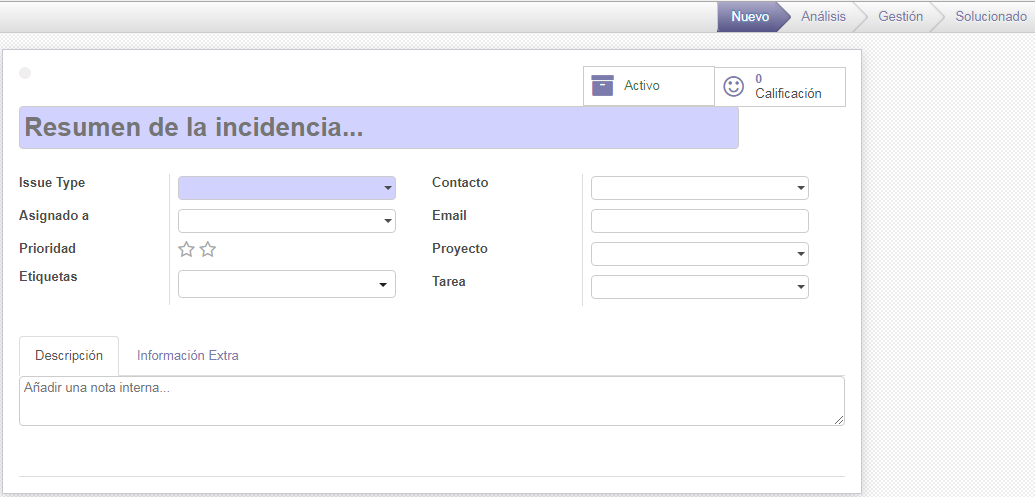 Nuevo Análisis Gestión Solucionado
Activo
0
Calificación
Resumen de la incidencia...
Issue Type
Asignado a
Prioridad
Etiquetas
Contacto
Email
Proyecto
Tarea
Descripción Información Extra
Añadir una nota interna...